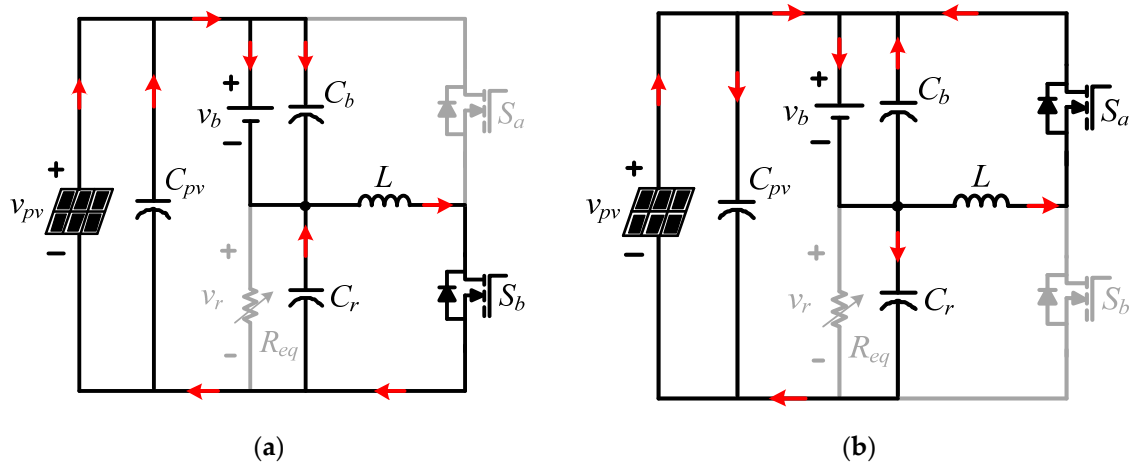 +
v_b
−
C_b
S_a
+
v_pv
−
C_pv
L
+
v_r
−
R_eq
C_r
S_b
(a)
+
v_b
−
C_b
S_a
+
v_pv
−
C_pv
L
+
v_r
−
R_eq
C_r
S_b
(b)